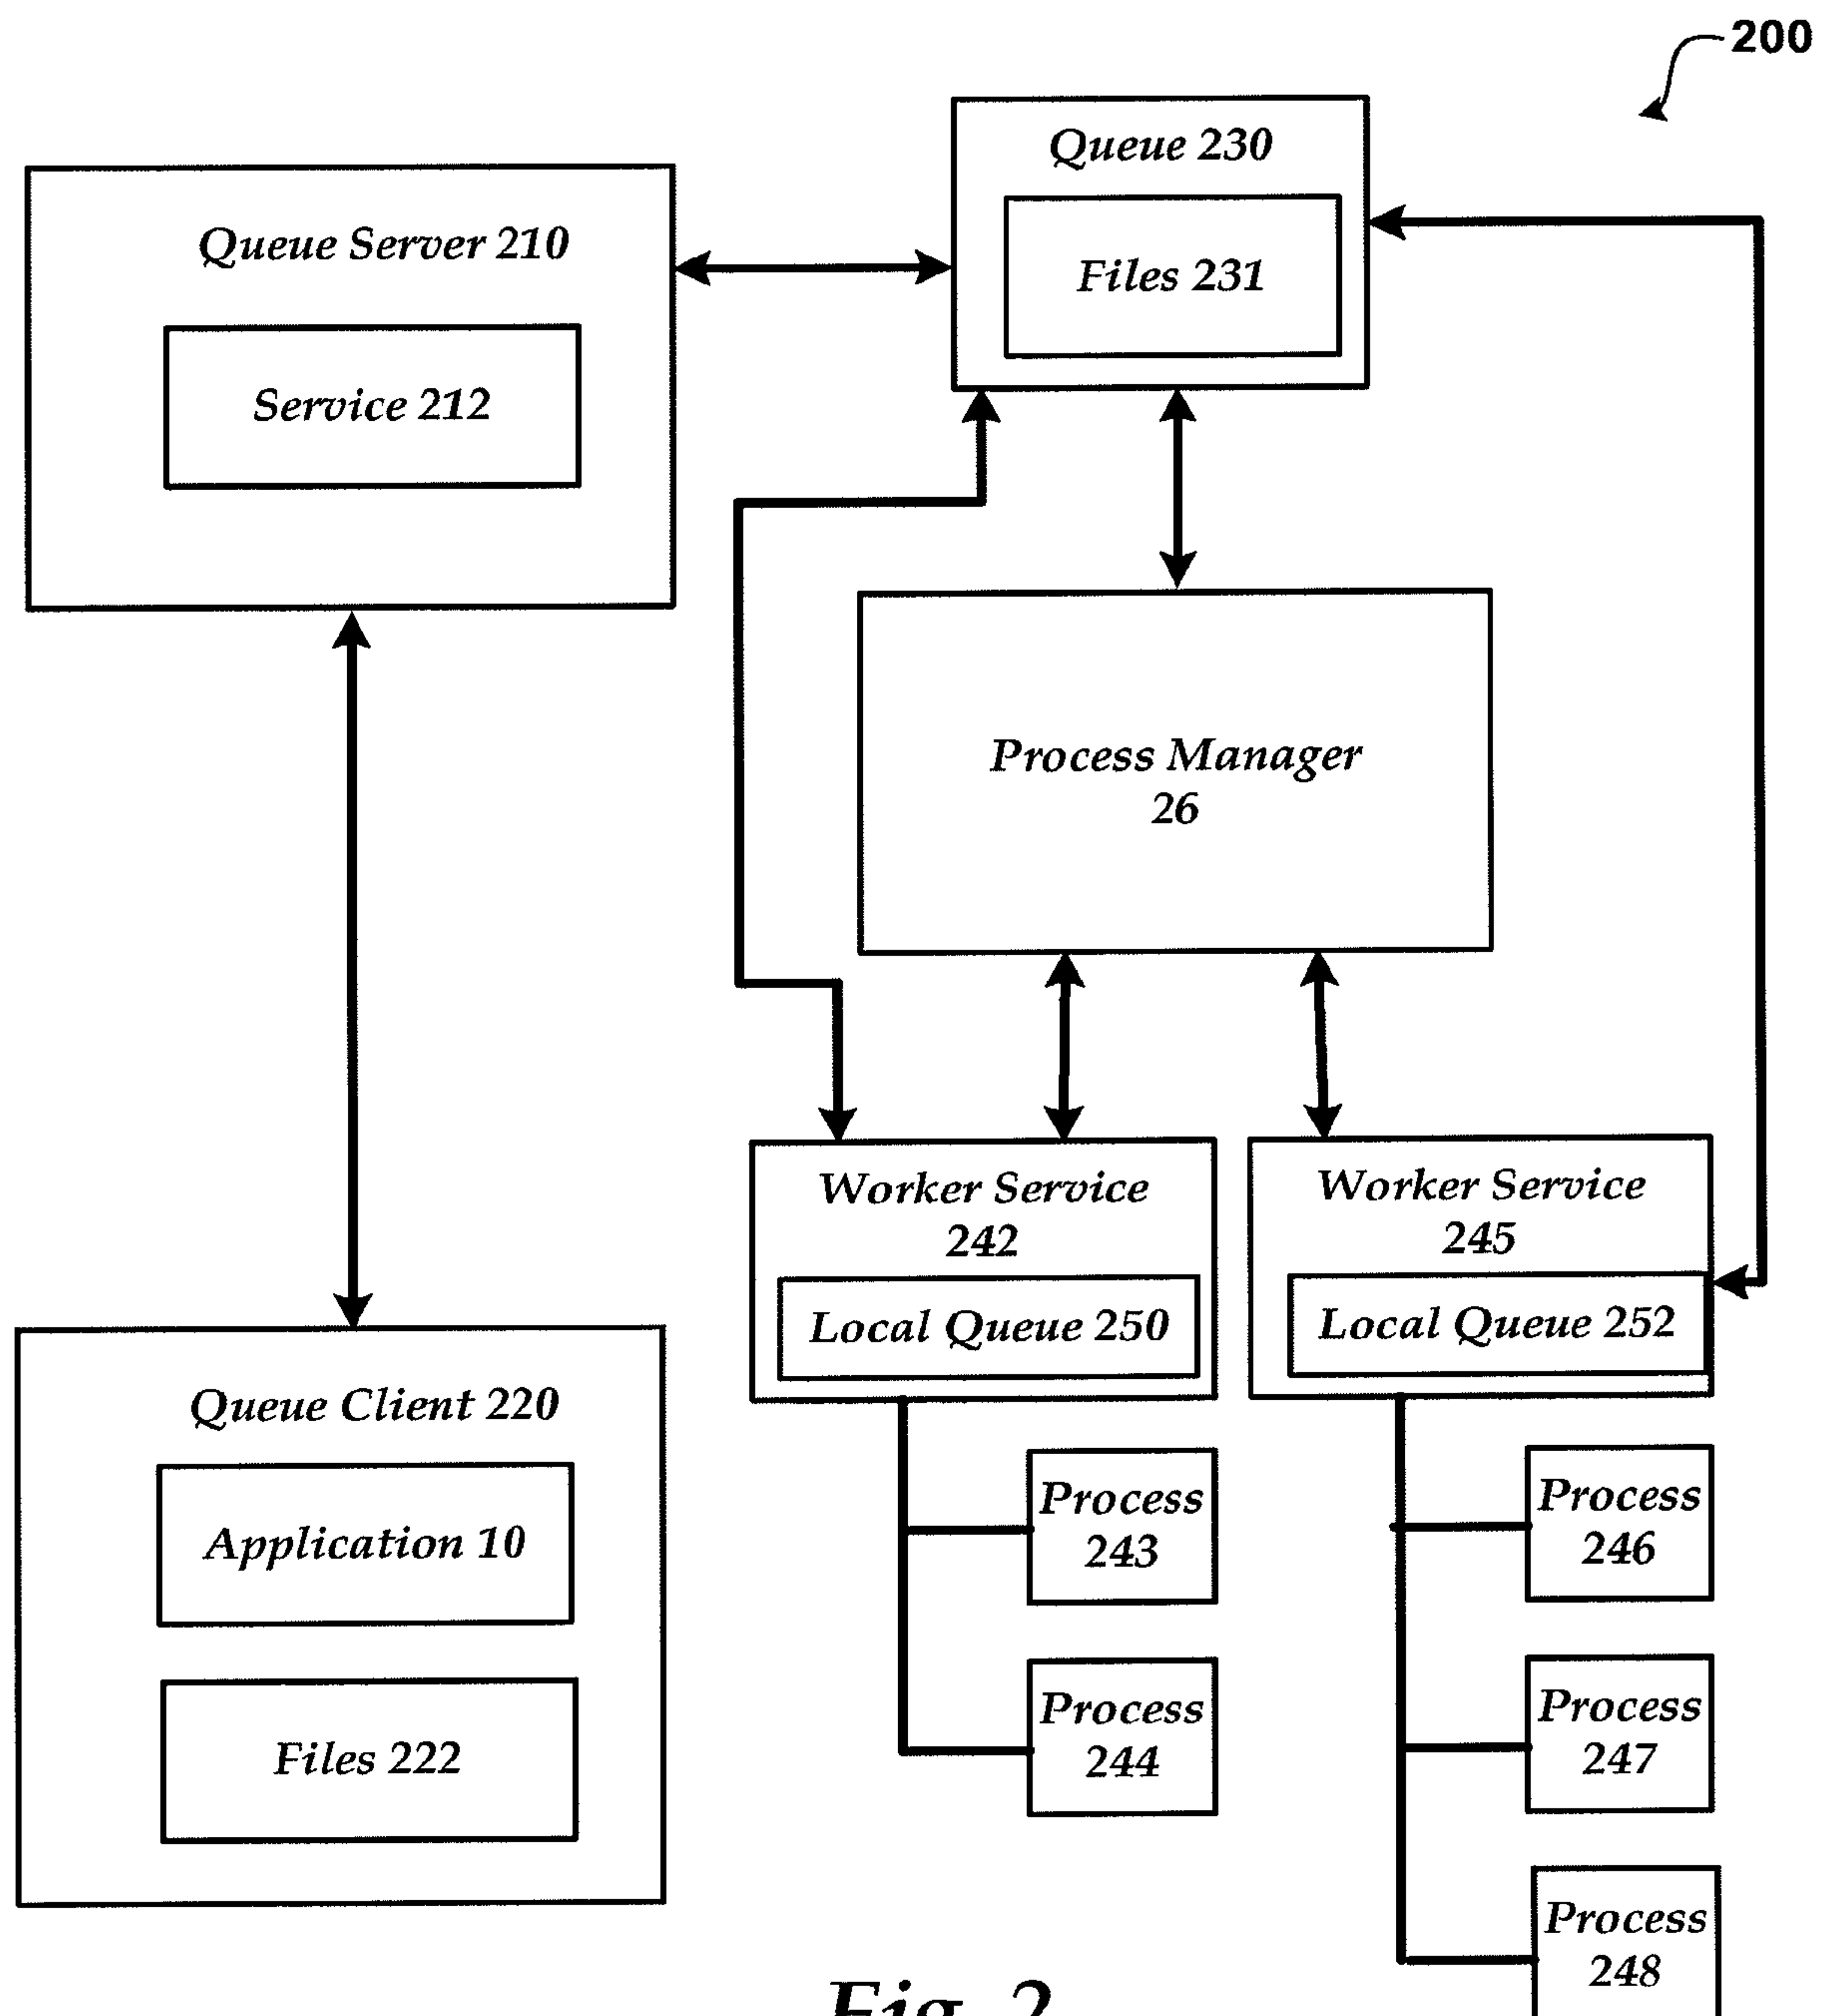 200
Queue 230
Files 231
Queue Server 210
Service 212
Process Manager
26
Worker Service
242
Local Queue 250
Worker Service
245
Local Queue 252
Queue Client 220
Application 10
Files 222
Process
243
Process
244
Process
246
Process
247
Process
248
Fig. 2